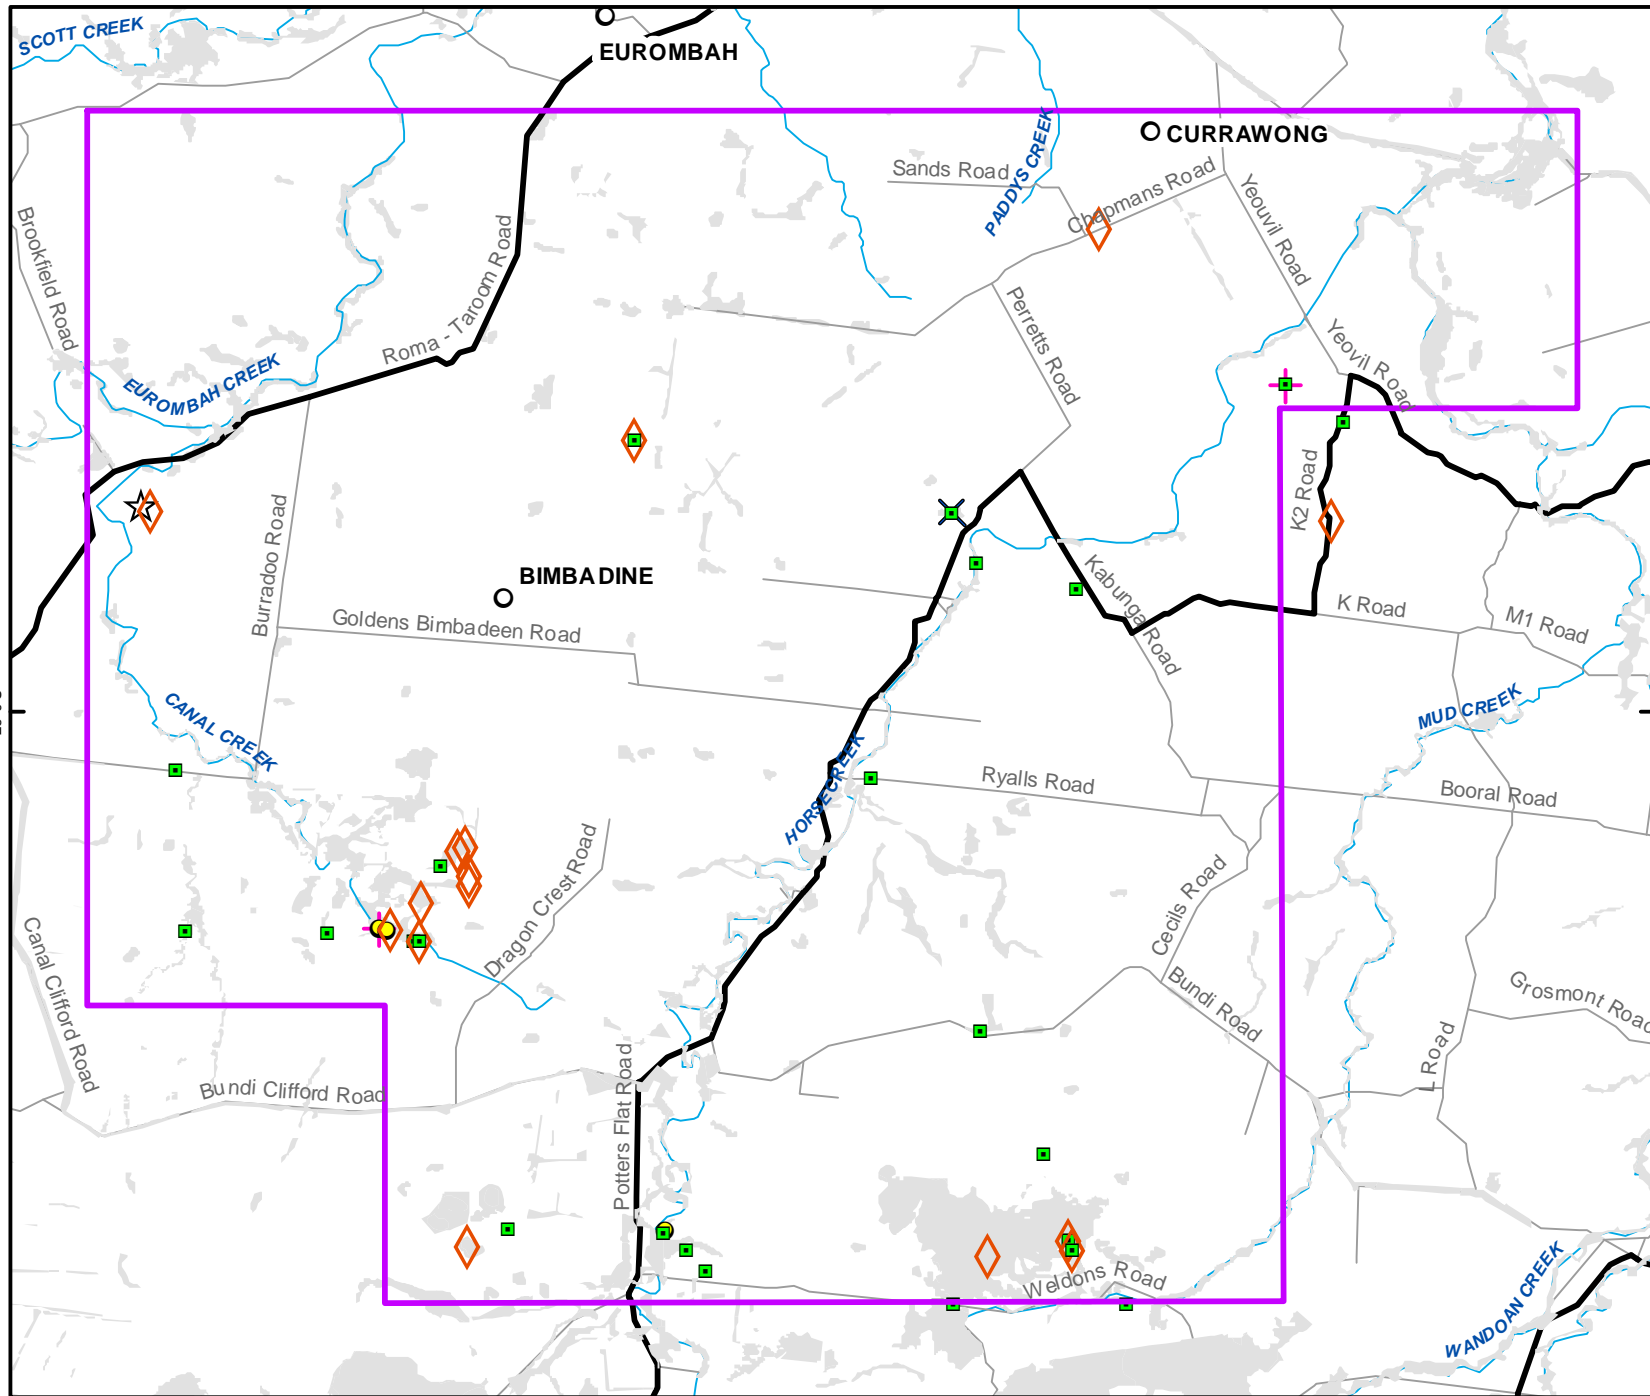 SCOTT CREEK
EUROMBAH
CURRAWONG
Sands Road
PADDYS CREEK
Chapmans Road
Yeouvil Road
Brookfield Road
Roma - Taroom Road
Perretts Road
Yeovil Road
EUROMBAH CREEK
K2 Road
Burradoo Road
BIMBADINE
Goldens Bimbadeen Road
Kabunga Road
K Road
M1 Road
CANAL CREEK
MUD CREEK
HORSECREEK
Ryalls Road
Booral Road
Dragon Crest Road
Cecils Road
Canal Clifford Road
Bundi Road
Grosmont Road
L Road
Bundi Clifford Road
Potters Flat Road
Weldons Road
WANDOAN CREEK